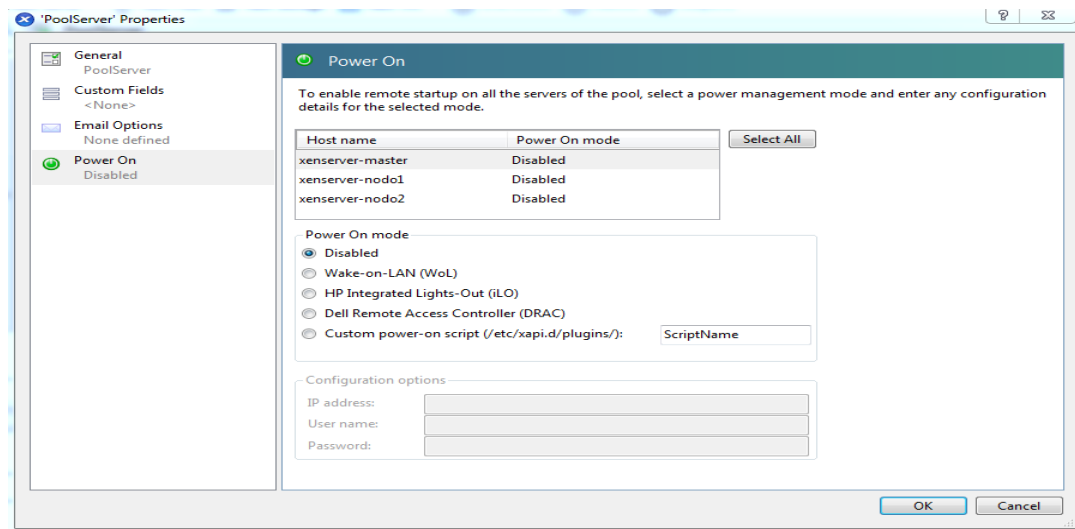 'PoolServer' Properties
General
PoolServer
Custom Fields
<None>
Email Options
None defined
Power On
Disabled
Power On
To enable remote startup on all the servers of the pool, select a power management mode and enter any configuration
details for the selected mode.
Host name Power On mode
xenserver-master Disabled
xenserver-nodo1 Disabled
xenserver-nodo2 Disabled
Select All
Power On mode
Disabled
Wake-on-LAN (WoL)
HP Integrated Lights-Out (iLO)
Dell Remote Access Controller (DRAC)
Custom power-on script (/etc/xapi.d/plugins/): ScriptName
Configuration options
IP address:
User name:
Password:
OK Cancel